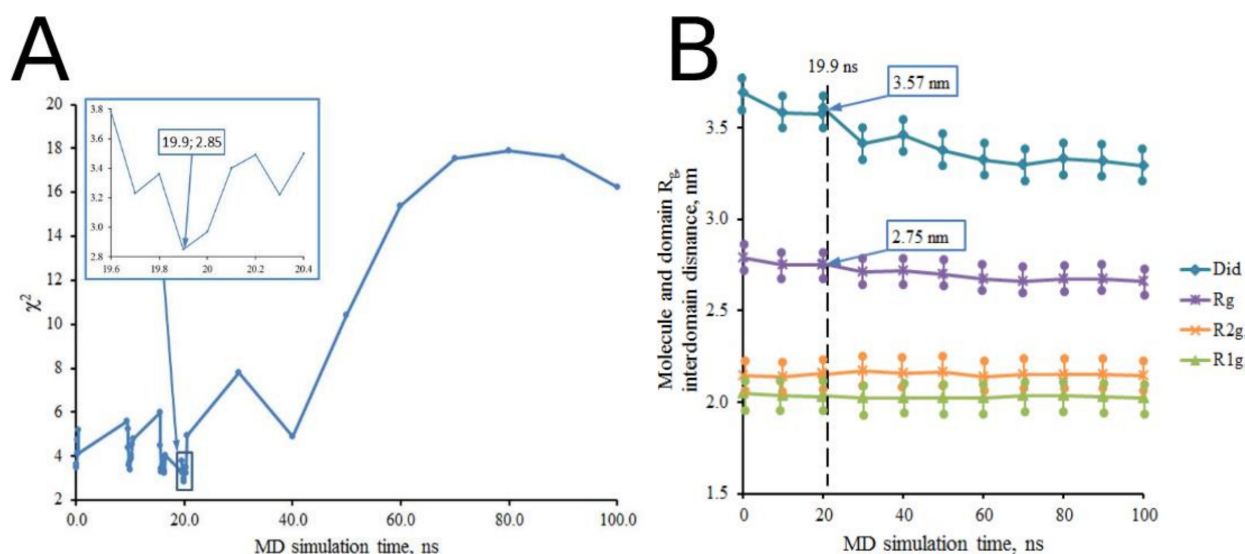 A
20
18
16
14
12
10
8
6
4
2
χ²
0.0 20.0 40.0 60.0 80.0 100.0
MD simulation time, ns
3.8
3.6
3.4
3.2
3.0
2.8
19.6 19.8 20 20.2 20.4
19.9; 2.85
B
19.9 ns
3.57 nm
2.75 nm
Molecule and domain Rg,
interdomain disnance, nm
3.5
3.0
2.5
2.0
1.5
0 20 40 60 80 100
MD simulation time, ns
Did
Rg
R2g
R1g